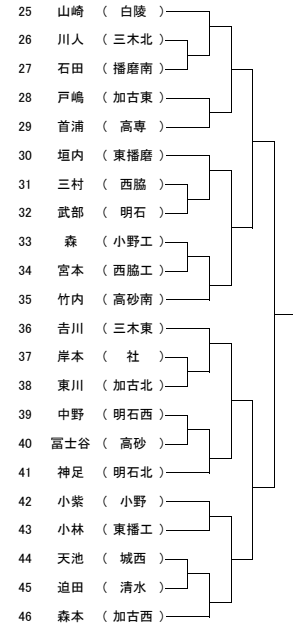 25 山崎 ( 白陵 )
26 川人 ( 三木北 )
27 石田 ( 播磨南 )
28 戸嶋 ( 加古東 )
29 首浦 ( 高専 )
30 垣内 ( 東播磨 )
31 三村 ( 西脇 )
32 武部 ( 明石 )
33 森 ( 小野工 )
34 宮本 ( 西脇工 )
35 竹内 ( 高砂南 )
36 𠮷川 ( 三木東 )
37 岸本 ( 社 )
38 東川 ( 加古北 )
39 中野 ( 明石西 )
40 冨士谷 ( 高砂 )
41 神足 ( 明石北 )
42 小紫 ( 小野 )
43 小林 ( 東播工 )
44 天池 ( 城西 )
45 迫田 ( 清水 )
46 森本 ( 加古西 )